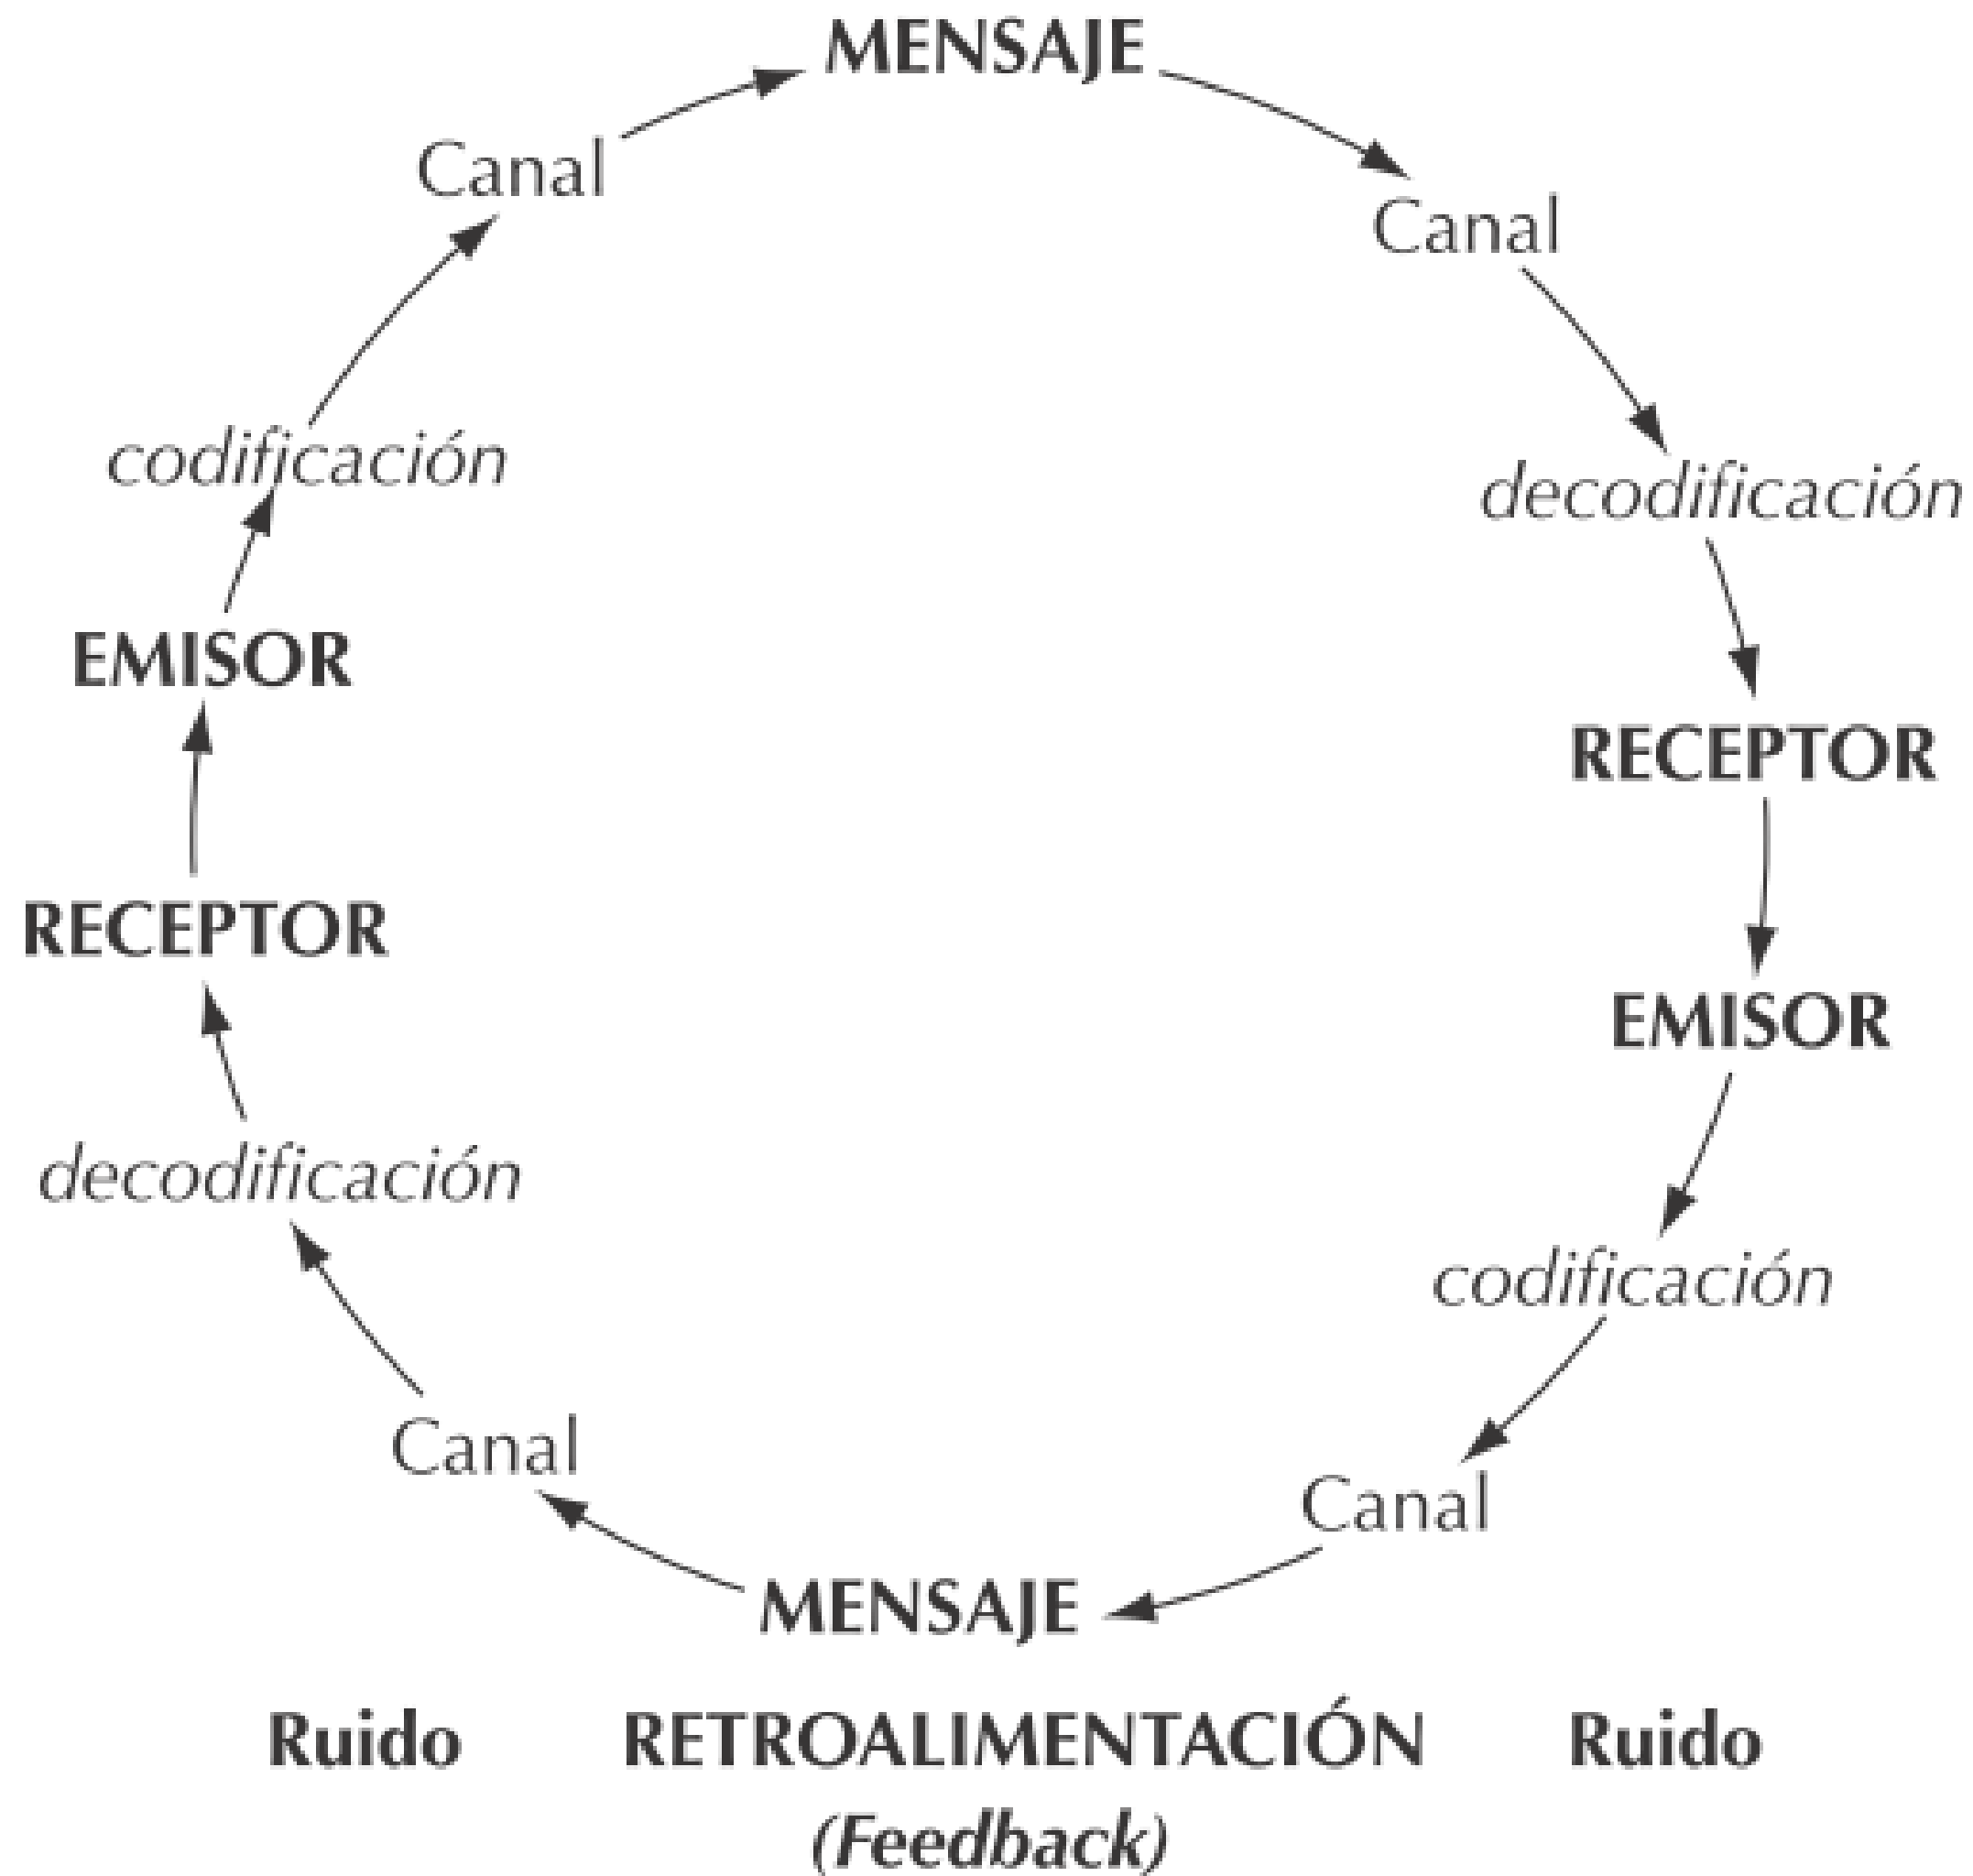 MENSAJE
Canal
Canal
codificación
decodificación
EMISOR
RECEPTOR
RECEPTOR
EMISOR
decodificación
codificación
Canal
Canal
MENSAJE
Ruido RETROALIMENTACIÓN Ruido
(Feedback)